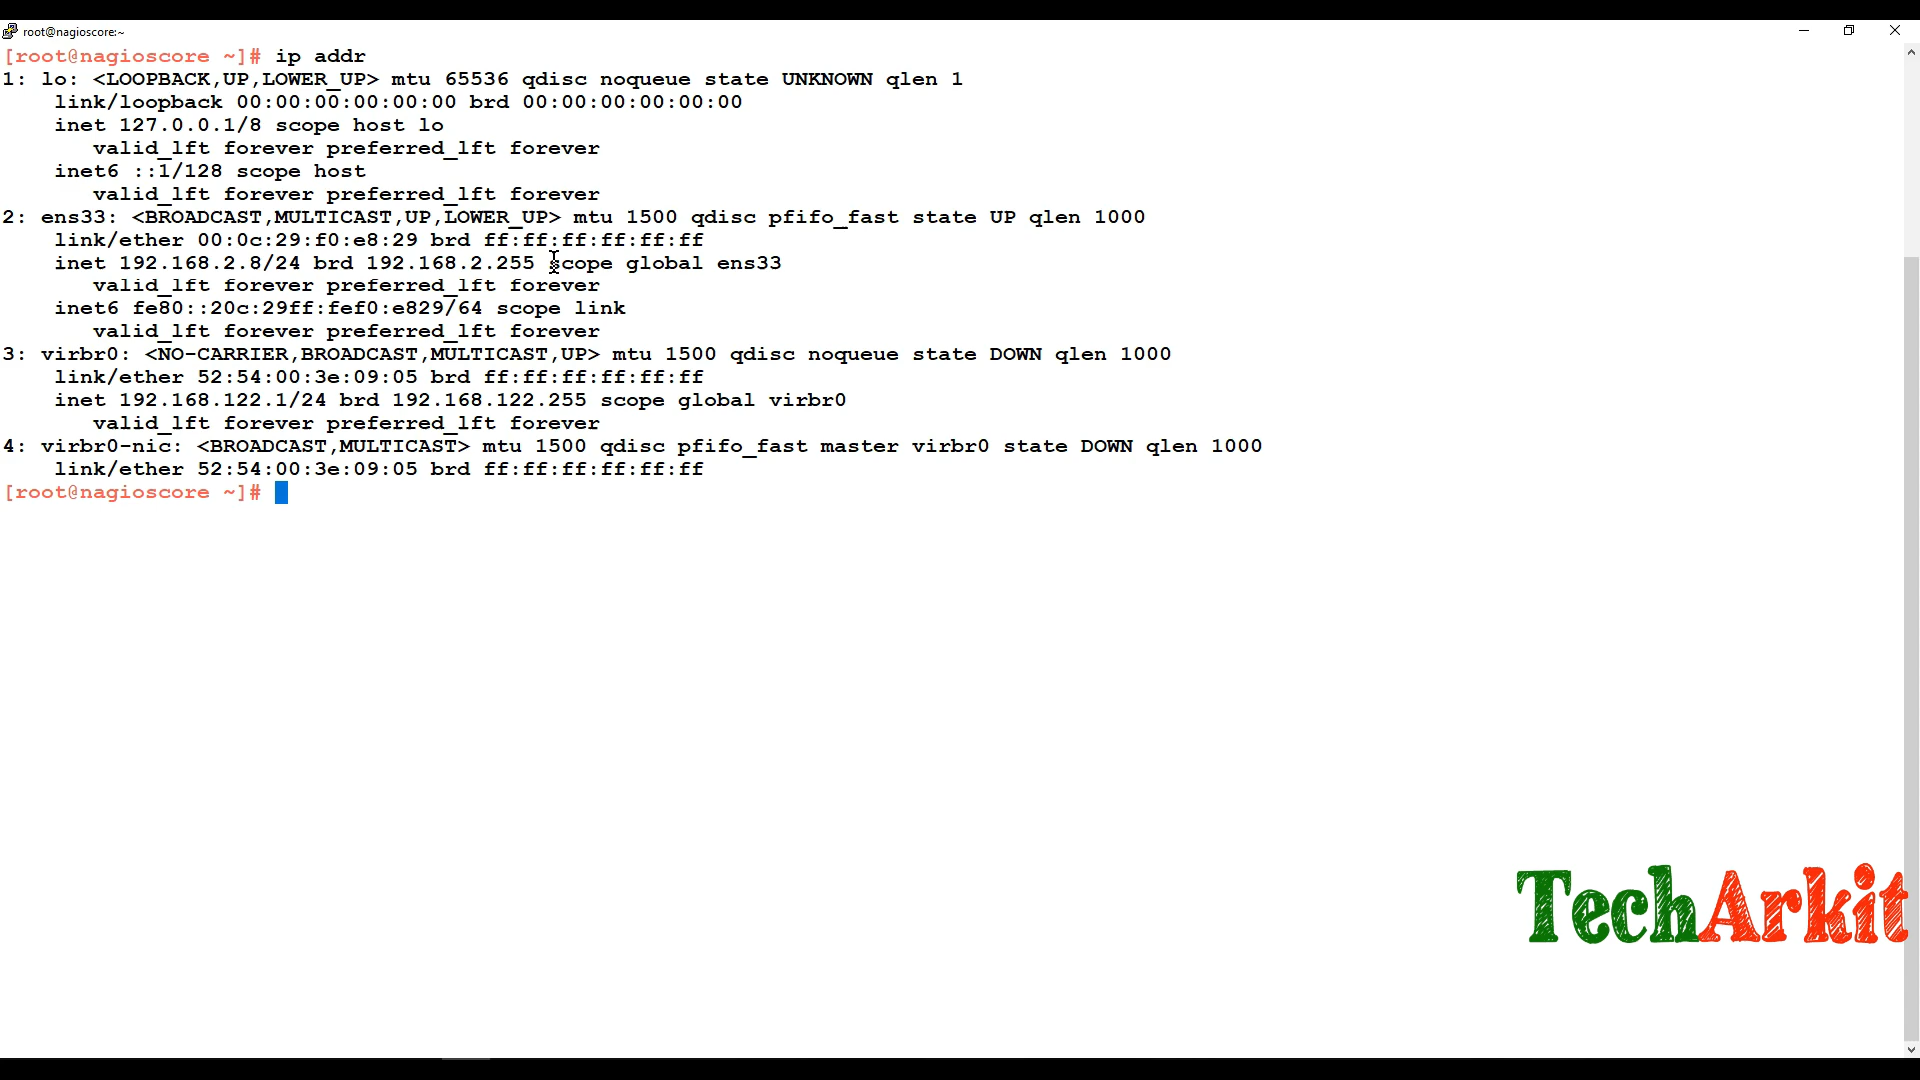 root@nagioscore:~
[root@nagioscore ~]# ip addr
1: lo: <LOOPBACK,UP,LOWER_UP> mtu 65536 qdisc noqueue state UNKNOWN qlen 1
    link/loopback 00:00:00:00:00:00 brd 00:00:00:00:00:00
    inet 127.0.0.1/8 scope host lo
       valid_lft forever preferred_lft forever
    inet6 ::1/128 scope host
       valid_lft forever preferred_lft forever
2: ens33: <BROADCAST,MULTICAST,UP,LOWER_UP> mtu 1500 qdisc pfifo_fast state UP qlen 1000
    link/ether 00:0c:29:f0:e8:29 brd ff:ff:ff:ff:ff:ff
    inet 192.168.2.8/24 brd 192.168.2.255 scope global ens33
       valid_lft forever preferred_lft forever
    inet6 fe80::20c:29ff:fef0:e829/64 scope link
       valid_lft forever preferred_lft forever
3: virbr0: <NO-CARRIER,BROADCAST,MULTICAST,UP> mtu 1500 qdisc noqueue state DOWN qlen 1000
    link/ether 52:54:00:3e:09:05 brd ff:ff:ff:ff:ff:ff
    inet 192.168.122.1/24 brd 192.168.122.255 scope global virbr0
       valid_lft forever preferred_lft forever
4: virbr0-nic: <BROADCAST,MULTICAST> mtu 1500 qdisc pfifo_fast master virbr0 state DOWN qlen 1000
    link/ether 52:54:00:3e:09:05 brd ff:ff:ff:ff:ff:ff
[root@nagioscore ~]#
TechArkit